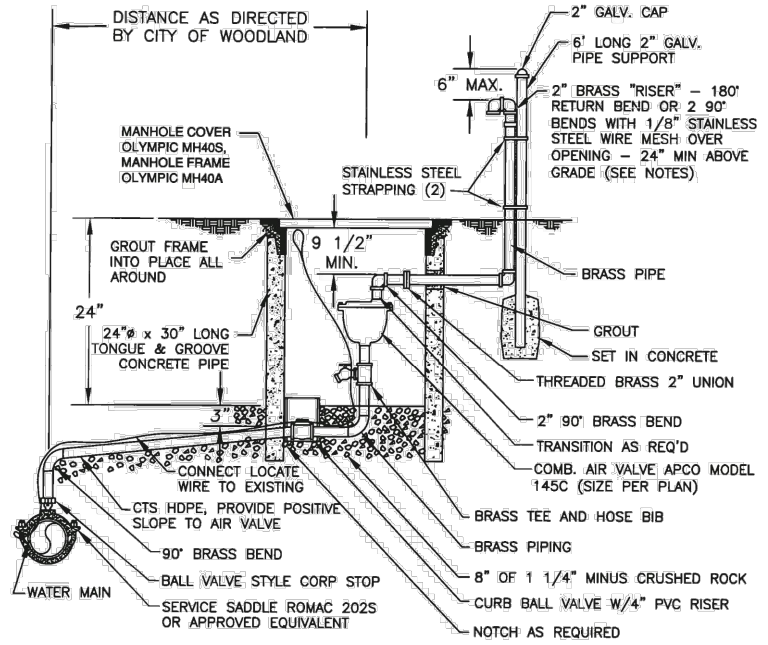 DISTANCE AS DIRECTED
BY CITY OF WOODLAND
2" GALV. CAP
6' LONG 2" GALV.
PIPE SUPPORT
6" MAX.
2" BRASS "RISER" – 180°
RETURN BEND OR 2 90°
BENDS WITH 1/8" STAINLESS
STEEL WIRE MESH OVER
OPENING – 24" MIN ABOVE
GRADE (SEE NOTES)
MANHOLE COVER
OLYMPIC MH40S,
MANHOLE FRAME
OLYMPIC MH40A
STAINLESS STEEL
STRAPPING (2)
GROUT FRAME
INTO PLACE ALL
AROUND
9 1/2"
MIN.
BRASS PIPE
24"
24"ø x 30" LONG
TONGUE & GROOVE
CONCRETE PIPE
GROUT
SET IN CONCRETE
THREADED BRASS 2" UNION
3"
2" 90° BRASS BEND
TRANSITION AS REQ'D
CONNECT LOCATE
WIRE TO EXISTING
COMB. AIR VALVE APCO MODEL
145C (SIZE PER PLAN)
CTS HDPE, PROVIDE POSITIVE
SLOPE TO AIR VALVE
BRASS TEE AND HOSE BIB
90° BRASS BEND
BRASS PIPING
BALL VALVE STYLE CORP STOP
8" OF 1 1/4" MINUS CRUSHED ROCK
WATER MAIN
SERVICE SADDLE ROMAC 202S
OR APPROVED EQUIVALENT
CURB BALL VALVE W/4" PVC RISER
NOTCH AS REQUIRED